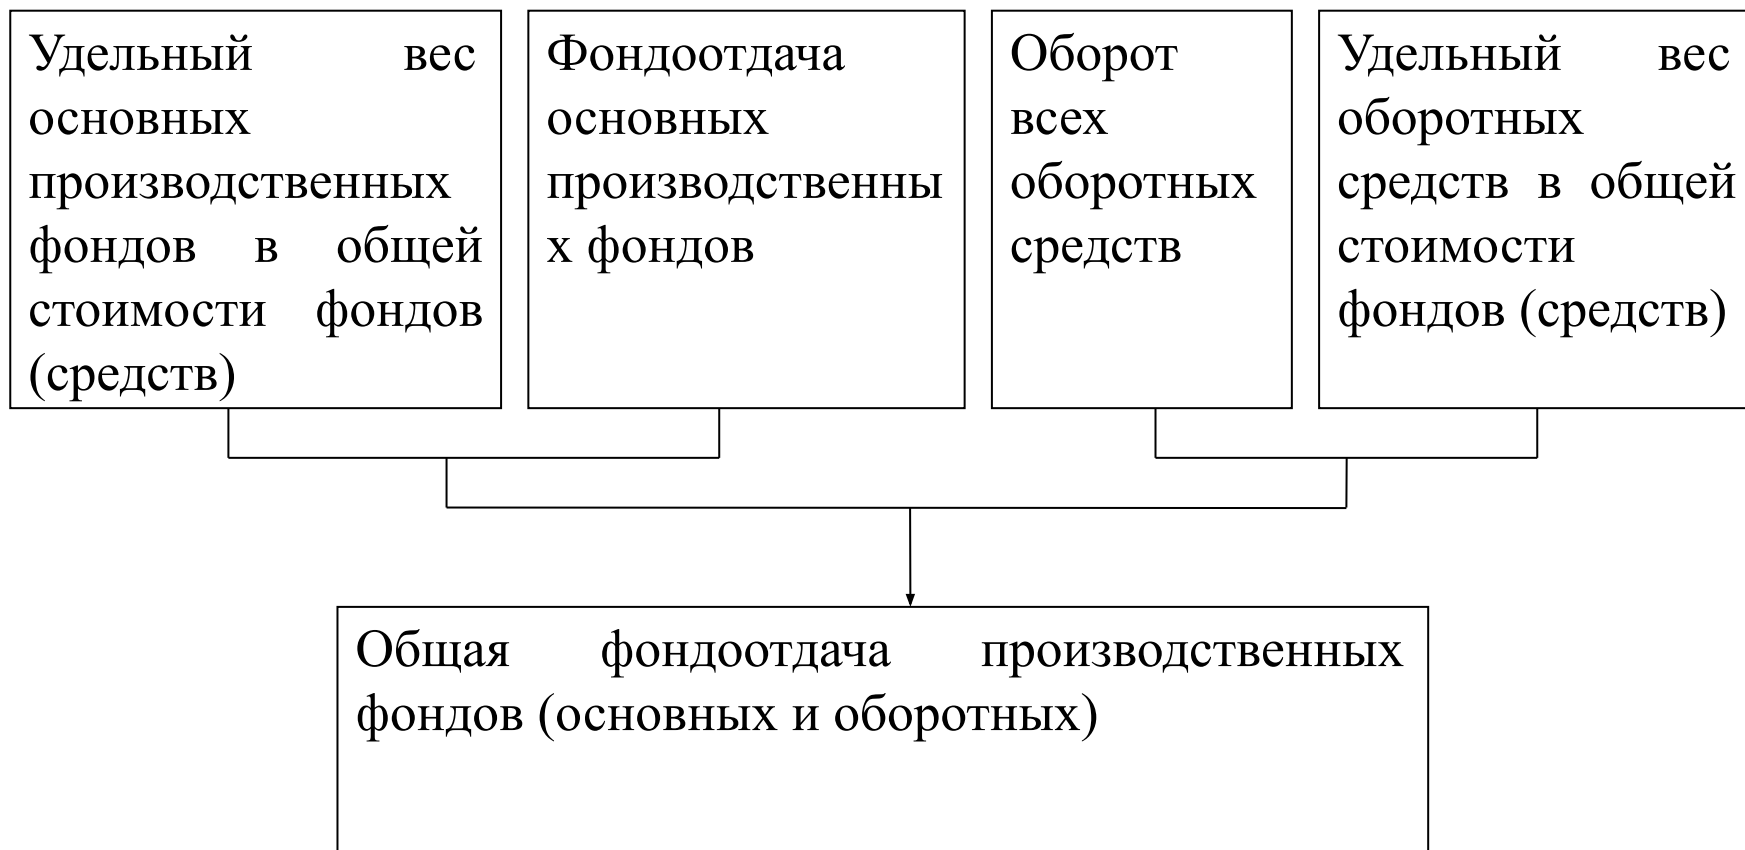 Удельный вес
основных
производственных
фондов в общей
стоимости фондов
(средств)
Фондоотдача
основных
производственны
х фондов
Оборот
всех
оборотных
средств
Удельный вес
оборотных
средств в общей
стоимости
фондов (средств)
Общая фондоотдача производственных
фондов (основных и оборотных)